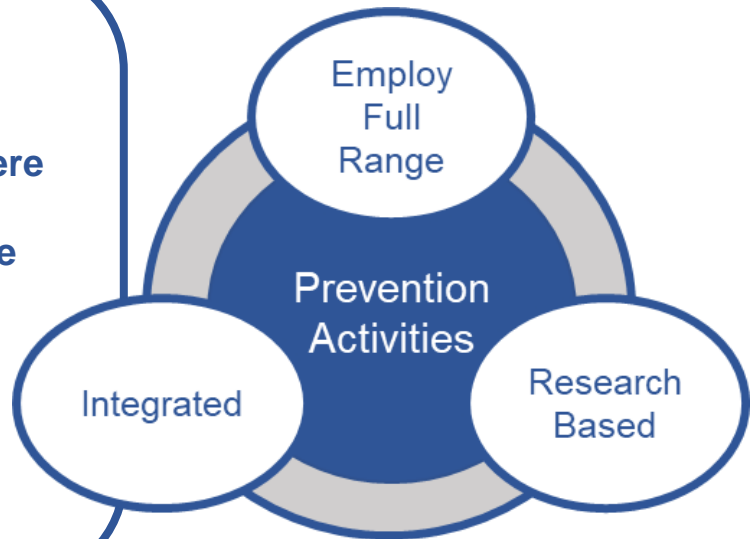 Employ
Full
Range
Prevention
Activities
Integrated
Research
Based